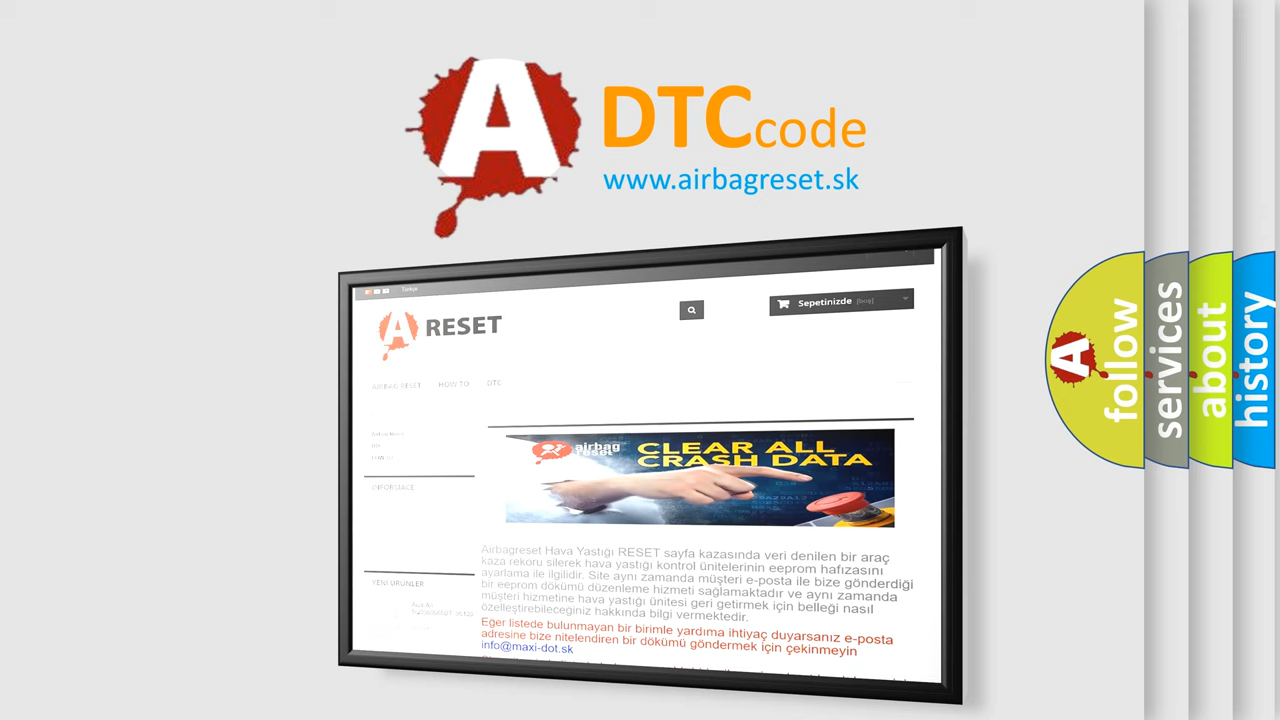 A
DTC code
www.airbagreset.sk
Türkçe
A RESET
Sepetinizde [boş]
AIRBAG RESET HOW TO DTC
airbag
reset
CLEAR ALL
CRASH DATA
INFORMACE
Airbagreset Hava Yastığı RESET sayfa kazasında veri denilen bir araç
kaza rekoru silerek hava yastığı kontrol ünitelerinin eeprom hafızasını
ayarlama ile ilgilidir. Site aynı zamanda müşteri e-posta ile bize gönderdiği
bir eeprom dökümü düzenleme hizmeti sağlamaktadır ve aynı zamanda
müşteri hizmetine hava yastığı ünitesi geri getirmek için belleği nasıl
özelleştirebileceğiniz hakkında bilgi vermektedir.
YENI ÜRÜNLER
Eğer listede bulunmayan bir birimle yardıma ihtiyaç duyarsanız e-posta
adresine bize nitelendiren bir dökümü göndermek için çekinmeyin
info@maxi-dot.sk
A follow
services
about
history